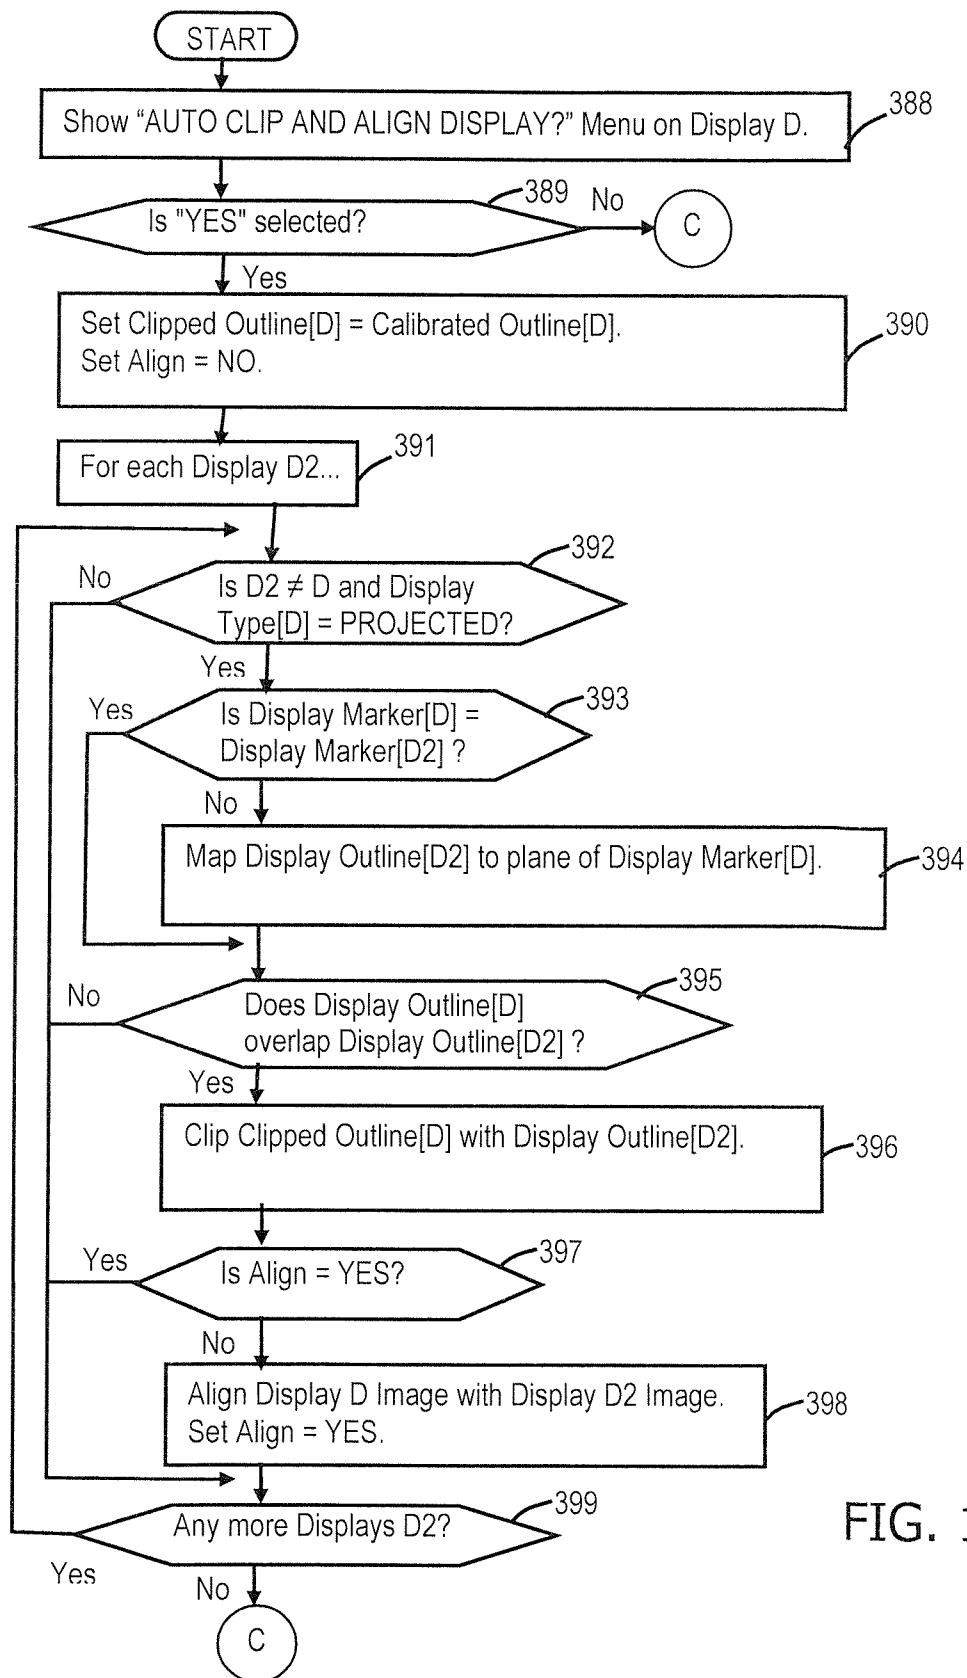 START
Show “AUTO CLIP AND ALIGN DISPLAY?” Menu on Display D.
388
389
Is "YES" selected?
No
C
Yes
Set Clipped Outline[D] = Calibrated Outline[D].
Set Align = NO.
390
For each Display D2...
391
392
No
Is D2 ≠ D and Display
Type[D] = PROJECTED?
Yes
393
Yes
Is Display Marker[D] =
Display Marker[D2] ?
No
Map Display Outline[D2] to plane of Display Marker[D].
394
395
No
Does Display Outline[D]
overlap Display Outline[D2] ?
Yes
Clip Clipped Outline[D] with Display Outline[D2].
396
397
Yes
Is Align = YES?
No
Align Display D Image with Display D2 Image.
Set Align = YES.
398
399
Any more Displays D2?
FIG.
Yes
No
C